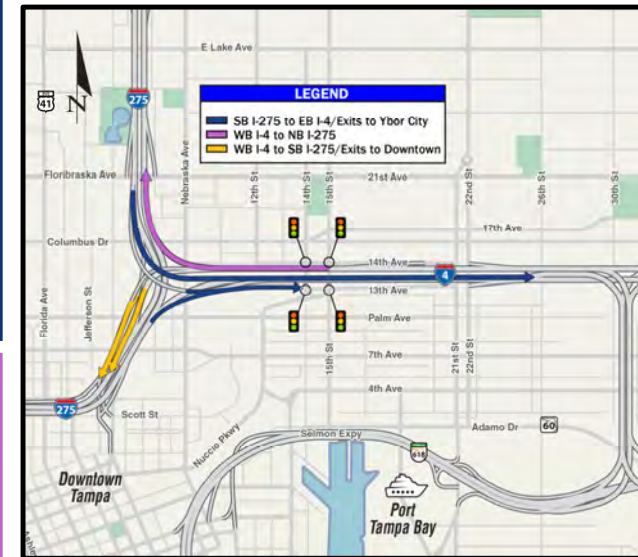 E Lake Ave
41
N
275
LEGEND
SB I-275 to EB I-4/Exits to Ybor City
WB I-4 to NB I-275
WB I-4 to SB I-275/Exits to Downtown
Nebraska Ave
Floribraska Ave
12th St
14th St
15th St
21st Ave
22nd St
26th St
30th St
17th Ave
Columbus Dr
14th Ave
4
13th Ave
Florida Ave
Jefferson St
Palm Ave
15th St
7th Ave
21st St
22nd St
4th Ave
275
Scott St
Nuccio Pkwy
Selmon Expy
Adamo Dr
60
618
Downtown
Tampa
Port
Tampa Bay